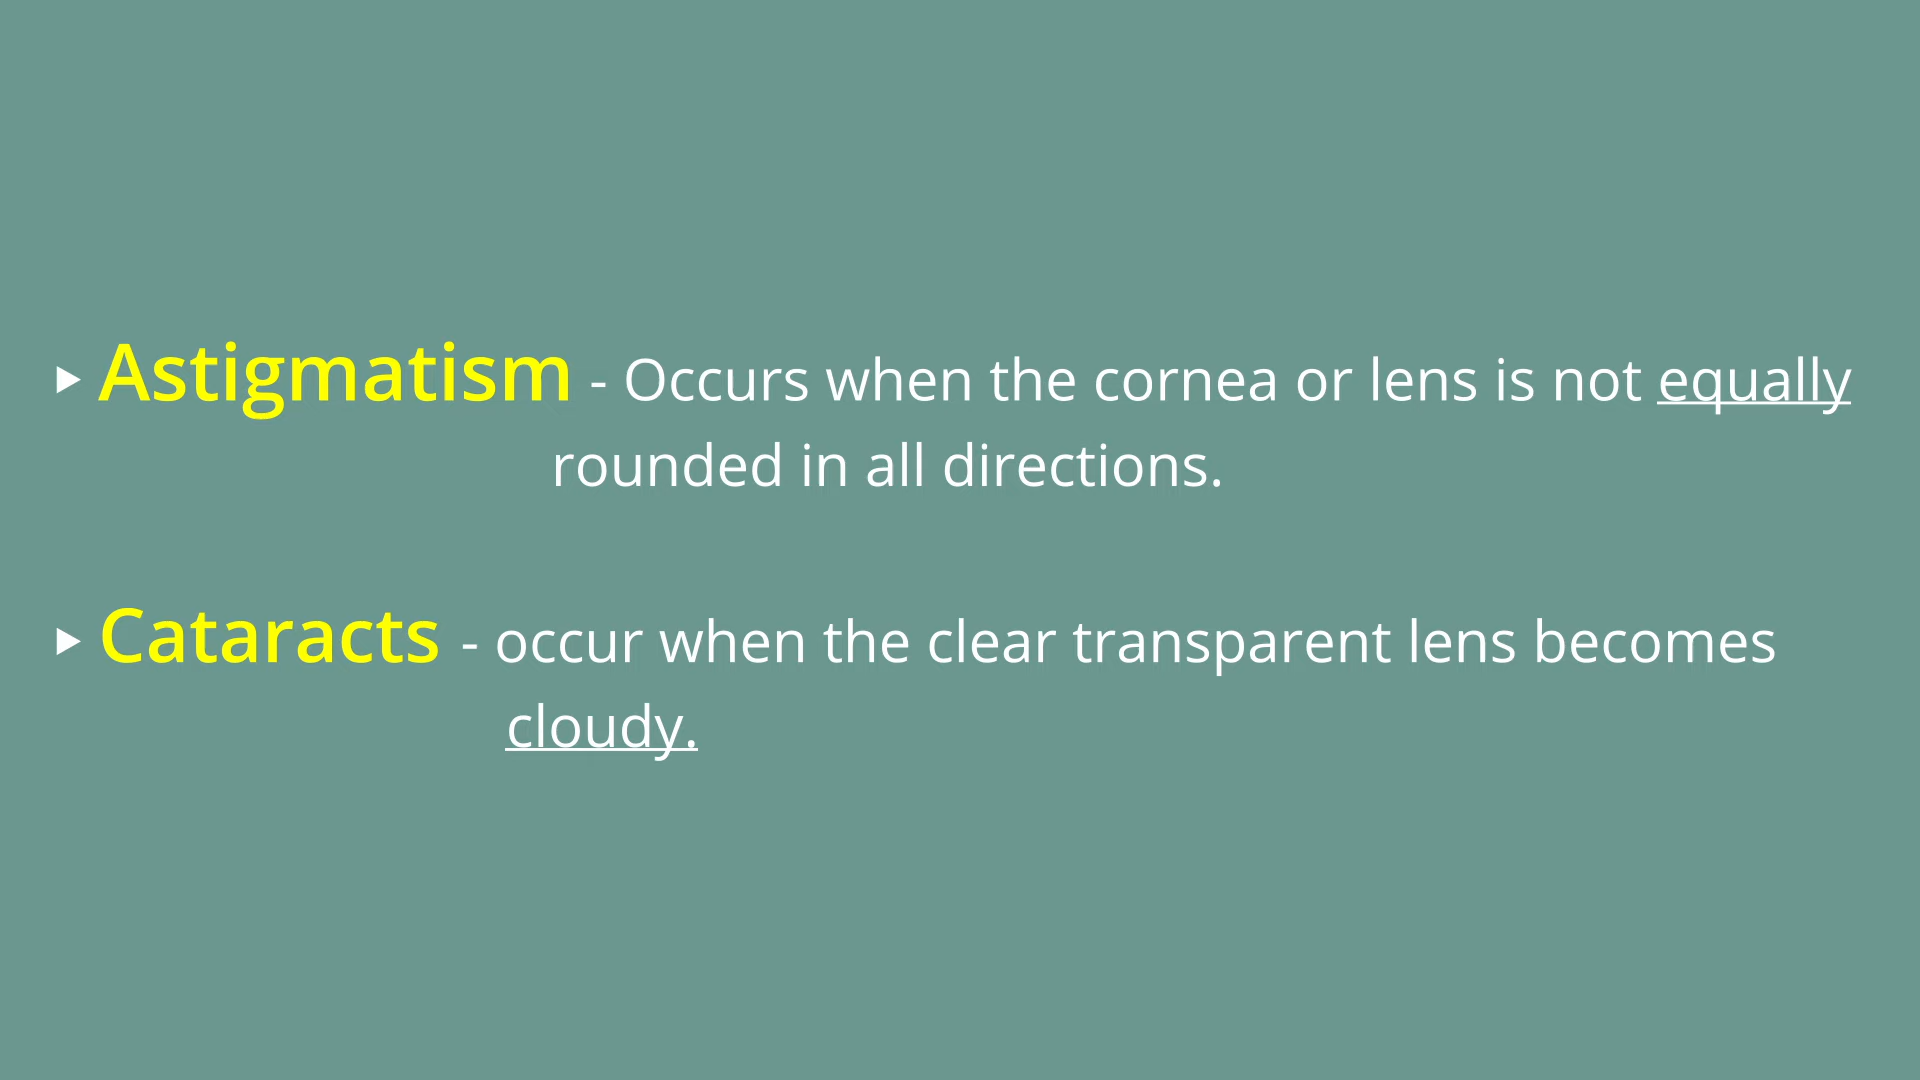 ▶ Astigmatism - Occurs when the cornea or lens is not equally
rounded in all directions.
▶ Cataracts - occur when the clear transparent lens becomes
cloudy.